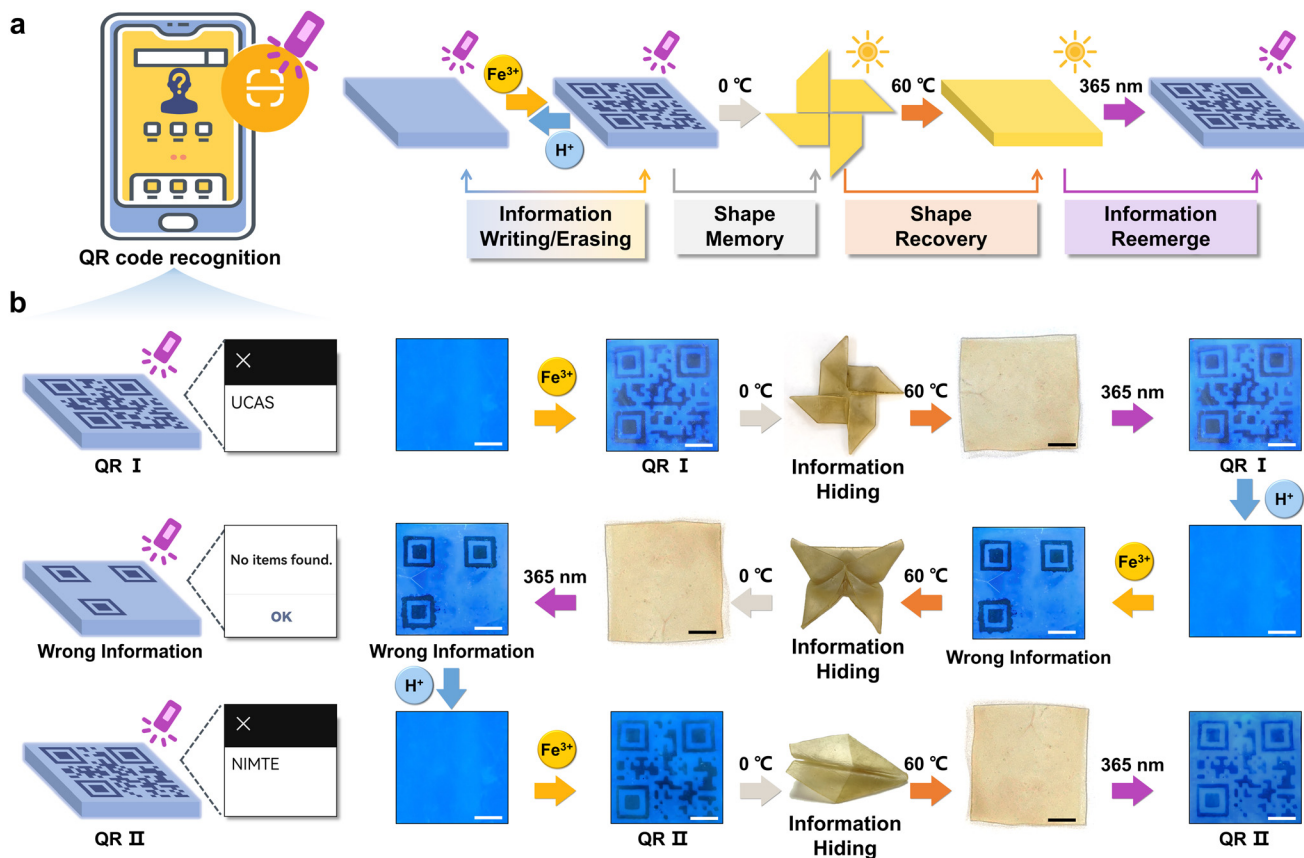 a
Fe³⁺
H⁺
0 ℃
60 ℃
365 nm
Information
Writing/Erasing
Shape
Memory
Shape
Recovery
Information
Reemerge
QR code recognition
b
UCAS
QR Ⅰ
Fe³⁺
QR Ⅰ
0 ℃
Information
Hiding
60 ℃
365 nm
QR Ⅰ
H⁺
No items found.
OK
Wrong Information
Wrong Information
365 nm
0 ℃
Information
Hiding
60 ℃
Wrong Information
Fe³⁺
H⁺
NIMTE
QR Ⅱ
Fe³⁺
QR Ⅱ
0 ℃
Information
Hiding
60 ℃
365 nm
QR Ⅱ